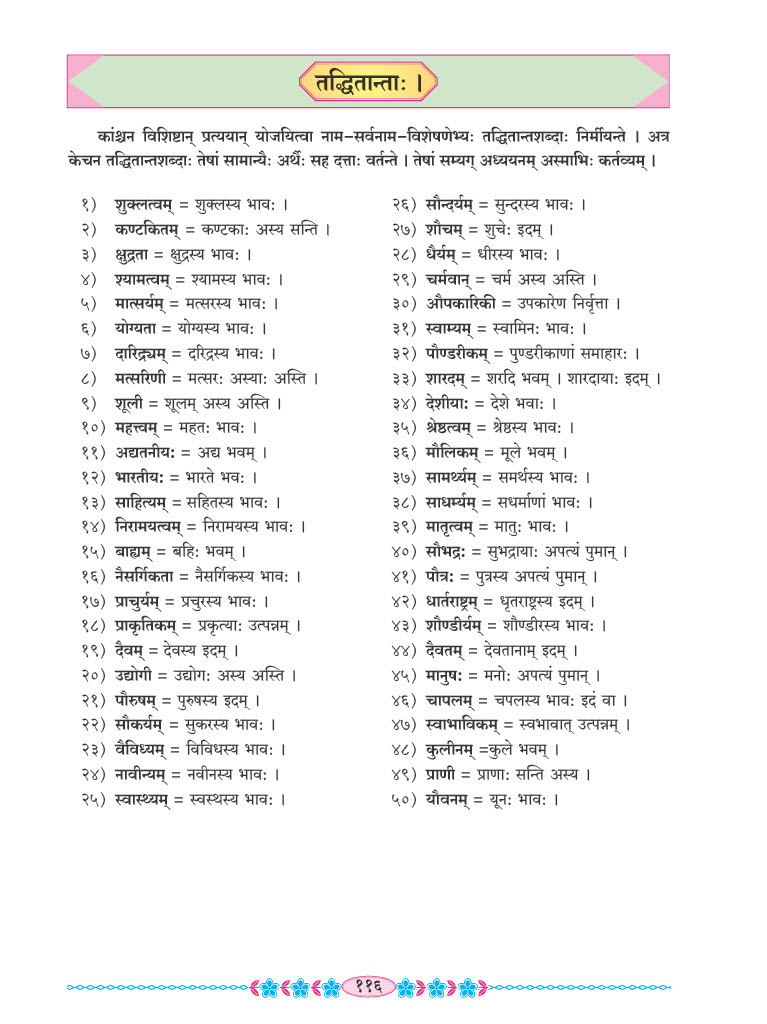 तद्धितान्ताः ।
कांश्चन विशिष्टान् प्रत्ययान् योजयित्वा नाम–सर्वनाम–विशेषणेभ्यः तद्धितान्तशब्दाः निर्मीयन्ते । अत्र
केचन तद्धितान्तशब्दाः तेषां सामान्यैः अर्थैः सह दत्ताः वर्तन्ते । तेषां सम्यग् अध्ययनम् अस्माभिः कर्तव्यम् ।
१) शुक्लत्वम् = शुक्लस्य भावः ।
२) कण्टकितम् = कण्टकाः अस्य सन्ति ।
३) क्षुद्रता = क्षुद्रस्य भावः ।
४) श्यामत्वम् = श्यामस्य भावः ।
५) मात्सर्यम् = मत्सरस्य भावः ।
६) योग्यता = योग्यस्य भावः ।
७) दारिद्र्यम् = दरिद्रस्य भावः ।
८) मत्सरिणी = मत्सरः अस्याः अस्ति ।
९) शूली = शूलम् अस्य अस्ति ।
१०) महत्त्वम् = महतः भावः ।
११) अद्यतनीयः = अद्य भवम् ।
१२) भारतीयः = भारते भवः ।
१३) साहित्यम् = सहितस्य भावः ।
१४) निरामयत्वम् = निरामयस्य भावः ।
१५) बाह्यम् = बहिः भवम् ।
१६) नैसर्गिकता = नैसर्गिकस्य भावः ।
१७) प्राचुर्यम् = प्रचुरस्य भावः ।
१८) प्राकृतिकम् = प्रकृत्याः उत्पन्नम् ।
१९) दैवम् = देवस्य इदम् ।
२०) उद्योगी = उद्योगः अस्य अस्ति ।
२१) पौरुषम् = पुरुषस्य इदम् ।
२२) सौकर्यम् = सुकरस्य भावः ।
२३) वैविध्यम् = विविधस्य भावः ।
२४) नावीन्यम् = नवीनस्य भावः ।
२५) स्वास्थ्यम् = स्वस्थस्य भावः ।
२६) सौन्दर्यम् = सुन्दरस्य भावः ।
२७) शौचम् = शुचेः इदम् ।
२८) धैर्यम् = धीरस्य भावः ।
२९) चर्मवान् = चर्म अस्य अस्ति ।
३०) औपकारिकी = उपकारेण निर्वृत्ता ।
३१) स्वाम्यम् = स्वामिनः भावः ।
३२) पौण्डरीकम् = पुण्डरीकाणां समाहारः ।
३३) शारदम् = शरदि भवम् । शारदायाः इदम् ।
३४) देशीयाः = देशे भवाः ।
३५) श्रेष्ठत्वम् = श्रेष्ठस्य भावः ।
३६) मौलिकम् = मूले भवम् ।
३७) सामर्थ्यम् = समर्थस्य भावः ।
३८) साधर्म्यम् = सधर्माणां भावः ।
३९) मातृत्वम् = मातुः भावः ।
४०) सौभद्रः = सुभद्रायाः अपत्यं पुमान् ।
४१) पौत्रः = पुत्रस्य अपत्यं पुमान् ।
४२) धार्तराष्ट्रम् = धृतराष्ट्रस्य इदम् ।
४३) शौण्डीर्यम् = शौण्डीरस्य भावः ।
४४) दैवतम् = देवतानाम् इदम् ।
४५) मानुषः = मनोः अपत्यं पुमान् ।
४६) चापलम् = चपलस्य भावः इदं वा ।
४७) स्वाभाविकम् = स्वभावात् उत्पन्नम् ।
४८) कुलीनम् =कुले भवम् ।
४९) प्राणी = प्राणाः सन्ति अस्य ।
५०) यौवनम् = यूनः भावः ।
११६